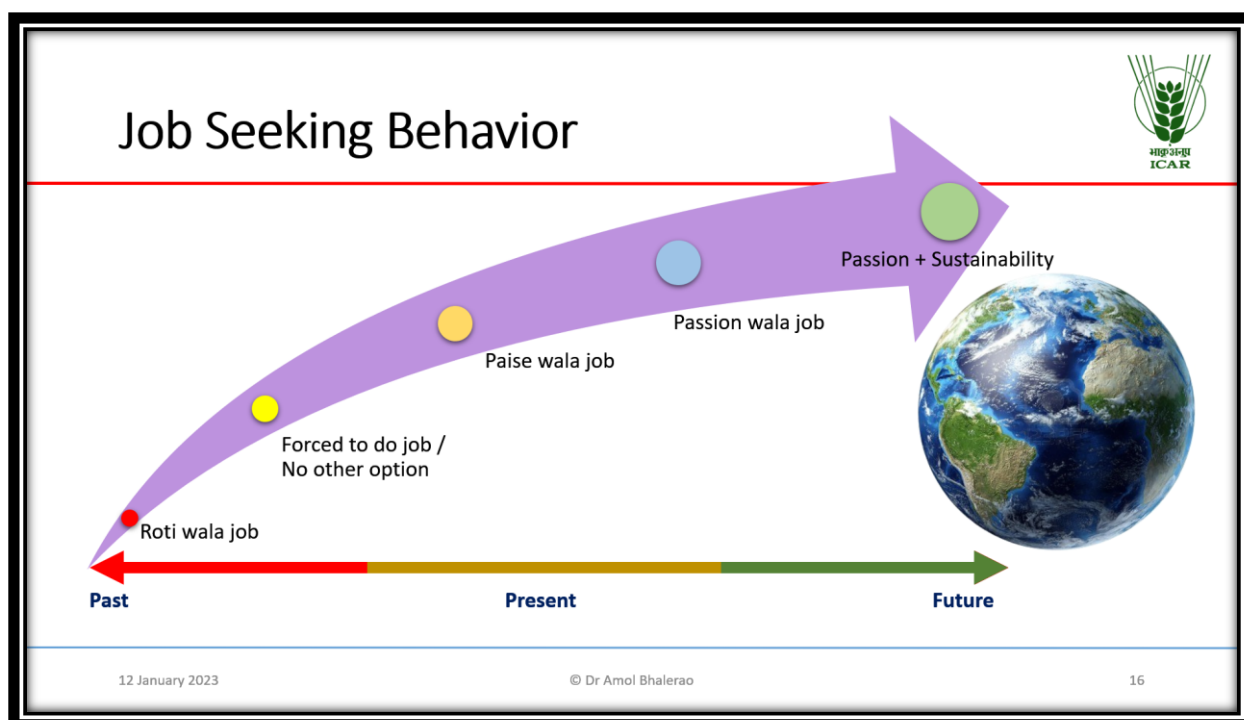 Job Seeking Behavior
भाकृअनुप
ICAR
Passion + Sustainability
Passion wala job
Paise wala job
Forced to do job /
No other option
Roti wala job
Past
Present
Future
12 January 2023
© Dr Amol Bhalerao
16